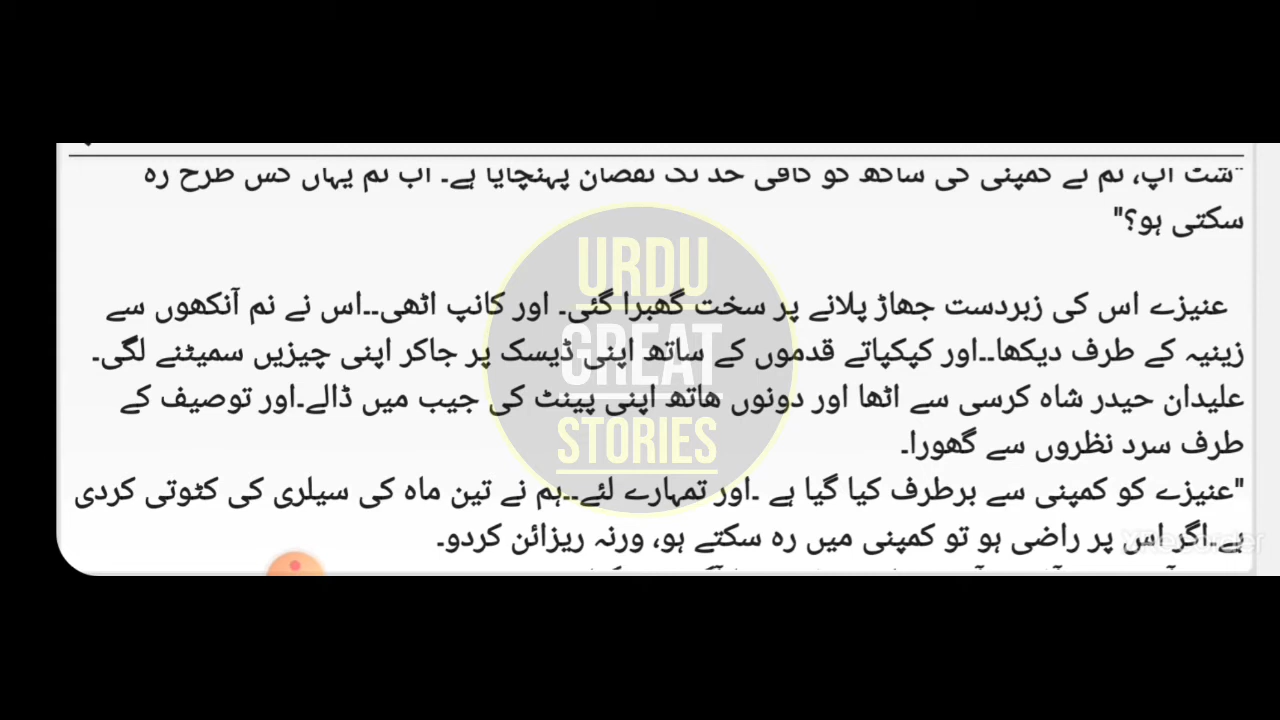 "شٹ اپ، تم نے کمپنی کی ساکھ کو کافی حد تک نقصان پہنچایا ہے۔ اب تم یہاں کس طرح رہ
سکتی ہو؟"
عنیزے اس کی زبردست جھاڑ پلانے پر سخت گھبرا گئی۔ اور کانپ اٹھی۔۔اس نے نم آنکھوں سے
زینیہ کے طرف دیکھا۔۔اور کپکپاتے قدموں کے ساتھ اپنی ڈیسک پر جاکر اپنی چیزیں سمیٹنے لگی۔
علیدان حیدر شاہ کرسی سے اٹھا اور دونوں ھاتھ اپنی پینٹ کی جیب میں ڈالے۔اور توصیف کے
طرف سرد نظروں سے گھورا۔
"عنیزے کو کمپنی سے برطرف کیا گیا ہے ۔اور تمہارے لئے۔۔ہم نے تین ماہ کی سیلری کی کٹوتی کردی
ہے۔اگر اس پر راضی ہو تو کمپنی میں رہ سکتے ہو، ورنہ ریزائن کردو۔
URDU
GREAT
STORIES
XRecorder